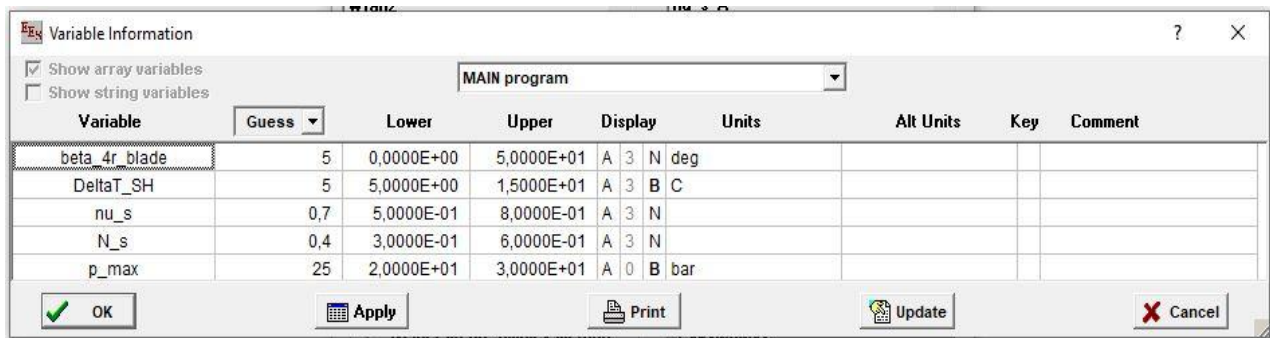 EES Variable Information ? X
Show array variables
Show string variables
MAIN program
Variable Guess Lower Upper Display Units Alt Units Key Comment
beta_4r_blade 5 0,0000E+00 5,0000E+01 A 3 N deg
DeltaT_SH 5 5,0000E+00 1,5000E+01 A 3 B C
nu_s 0,7 5,0000E-01 8,0000E-01 A 3 N
N_s 0,4 3,0000E-01 6,0000E-01 A 3 N
p_max 25 2,0000E+01 3,0000E+01 A 0 B bar
OK Apply Print Update Cancel